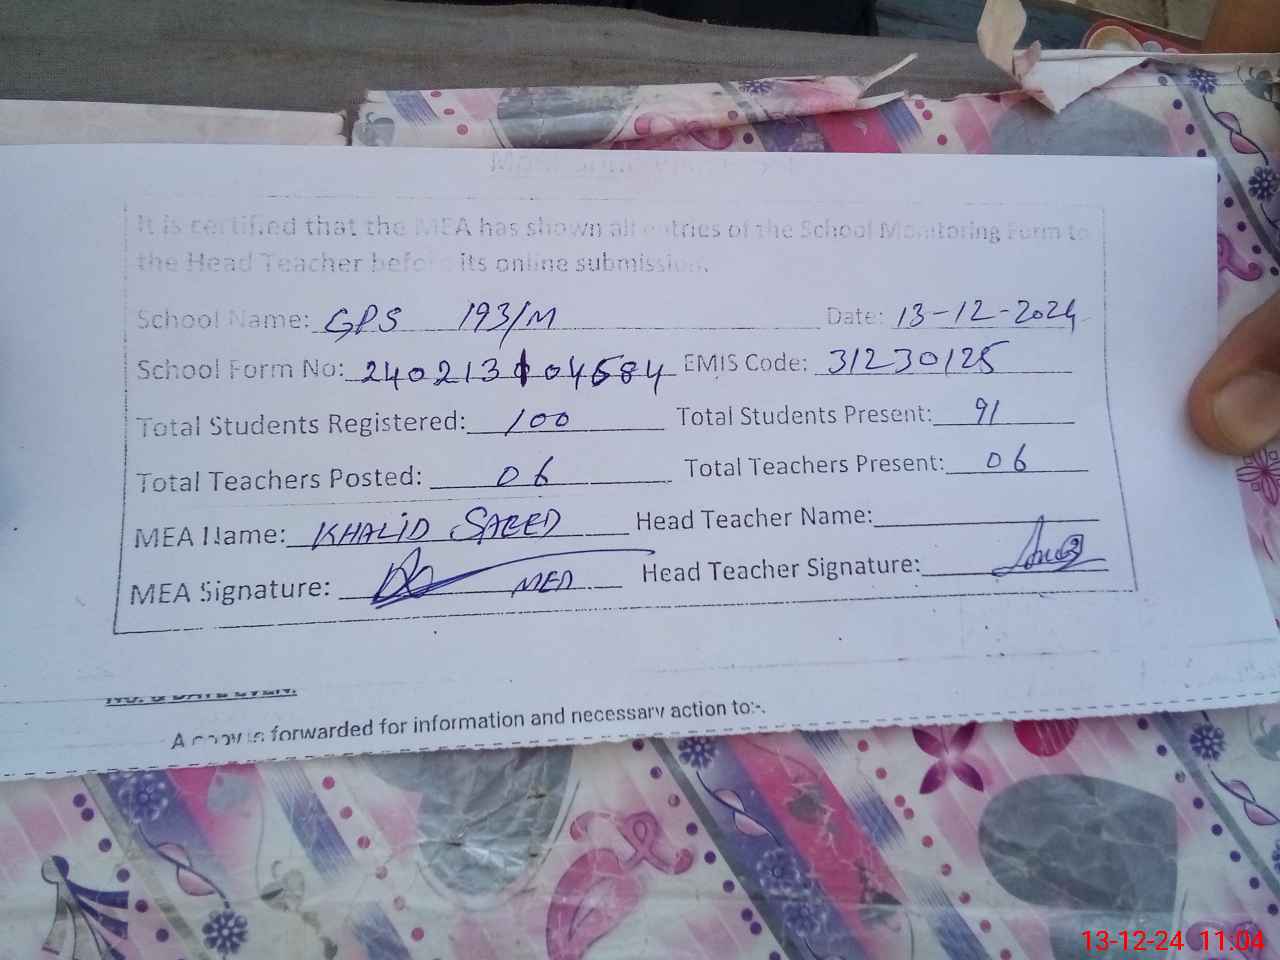 It is certified that the MEA has shown all entries of the School Monitoring Form to
the Head Teacher before its online submission.
School Name: GPS 193/M Date: 13-12-2024
School Form No: 240213104584 EMIS Code: 31230125
Total Students Registered: 100 Total Students Present: 91
Total Teachers Posted: 06 Total Teachers Present: 06
MEA Name: KHALID SAEED Head Teacher Name:
MEA Signature: MEA Head Teacher Signature:
NO. & DATE EVEN.
A copy is forwarded for information and necessary action to:-.
13-12-24 11:04